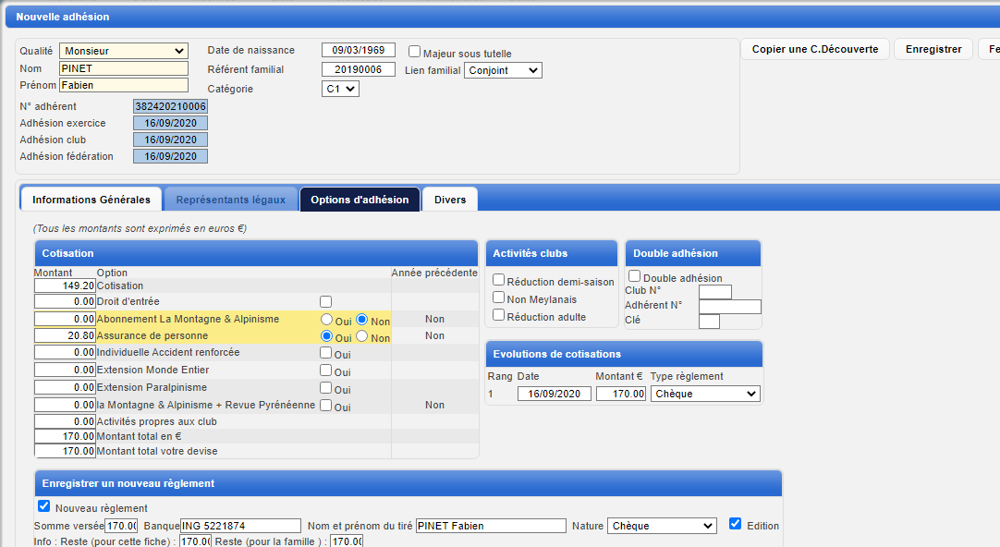 Nouvelle adhésion
Qualité Monsieur Date de naissance 09/03/1969 Majeur sous tutelle Copier une C.Découverte Enregistrer Fe
Nom PINET Référent familial 20190006 Lien familial Conjoint
Prénom Fabien Catégorie C1
N° adhérent 382420210006
Adhésion exercice 16/09/2020
Adhésion club 16/09/2020
Adhésion fédération 16/09/2020
Informations Générales Représentants légaux Options d'adhésion Divers
(Tous les montants sont exprimés en euros €)
Cotisation
Montant Option Année précédente
149.20 Cotisation
0.00 Droit d'entrée
0.00 Abonnement La Montagne & Alpinisme Oui Non Non
20.80 Assurance de personne Oui Non Non
0.00 Individuelle Accident renforcée Oui
0.00 Extension Monde Entier Oui
0.00 Extension Paralpinisme Oui
0.00 la Montagne & Alpinisme + Revue Pyrénéenne Oui Non
0.00 Activités propres aux club
170.00 Montant total en €
170.00 Montant total votre devise
Activités clubs
Réduction demi-saison
Non Meylanais
Réduction adulte
Double adhésion
Double adhésion
Club N°
Adhérent N°
Clé
Evolutions de cotisations
Rang Date Montant € Type règlement
1 16/09/2020 170.00 Chèque
Enregistrer un nouveau règlement
Nouveau règlement
Somme versée 170.00 Banque ING 5221874 Nom et prénom du tiré PINET Fabien Nature Chèque Edition
Info : Reste (pour cette fiche) : 170.00 Reste (pour la famille ) : 170.00